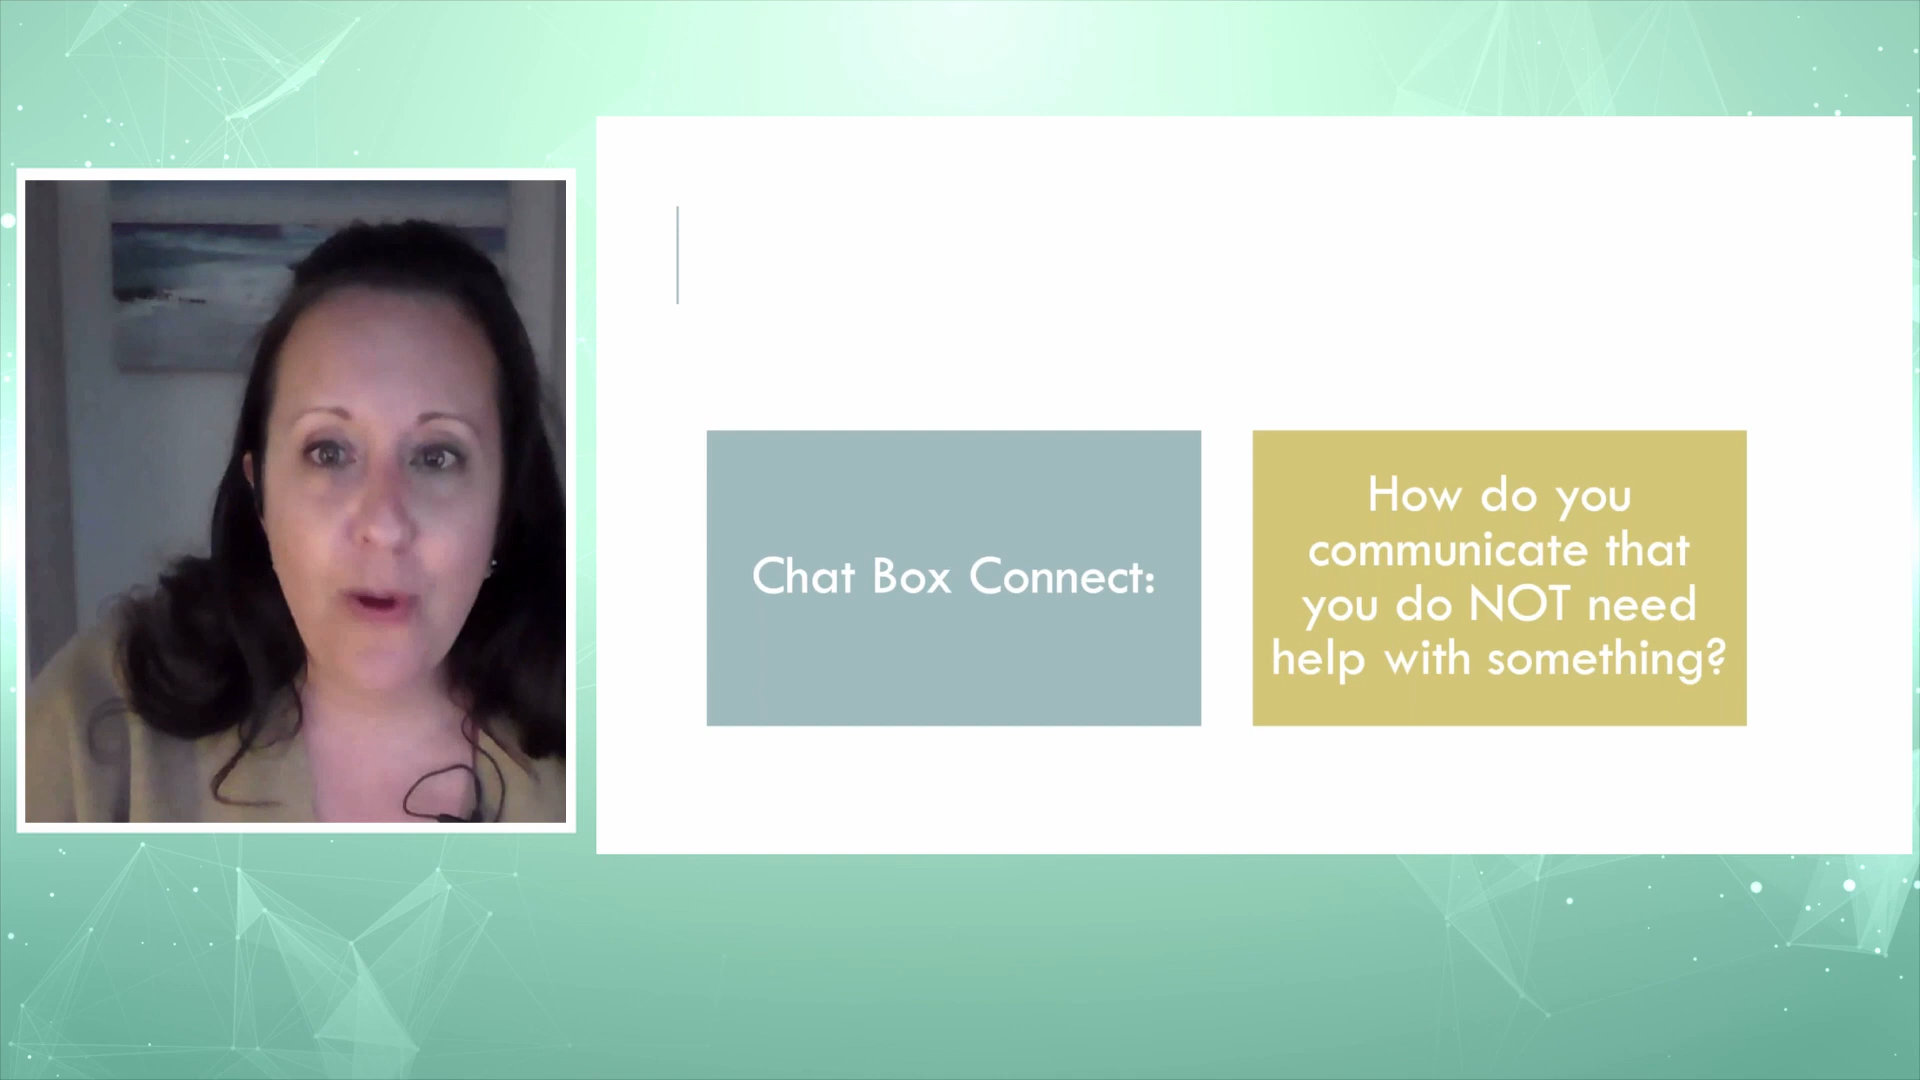 Chat Box Connect:
How do you
communicate that
you do NOT need
help with something?